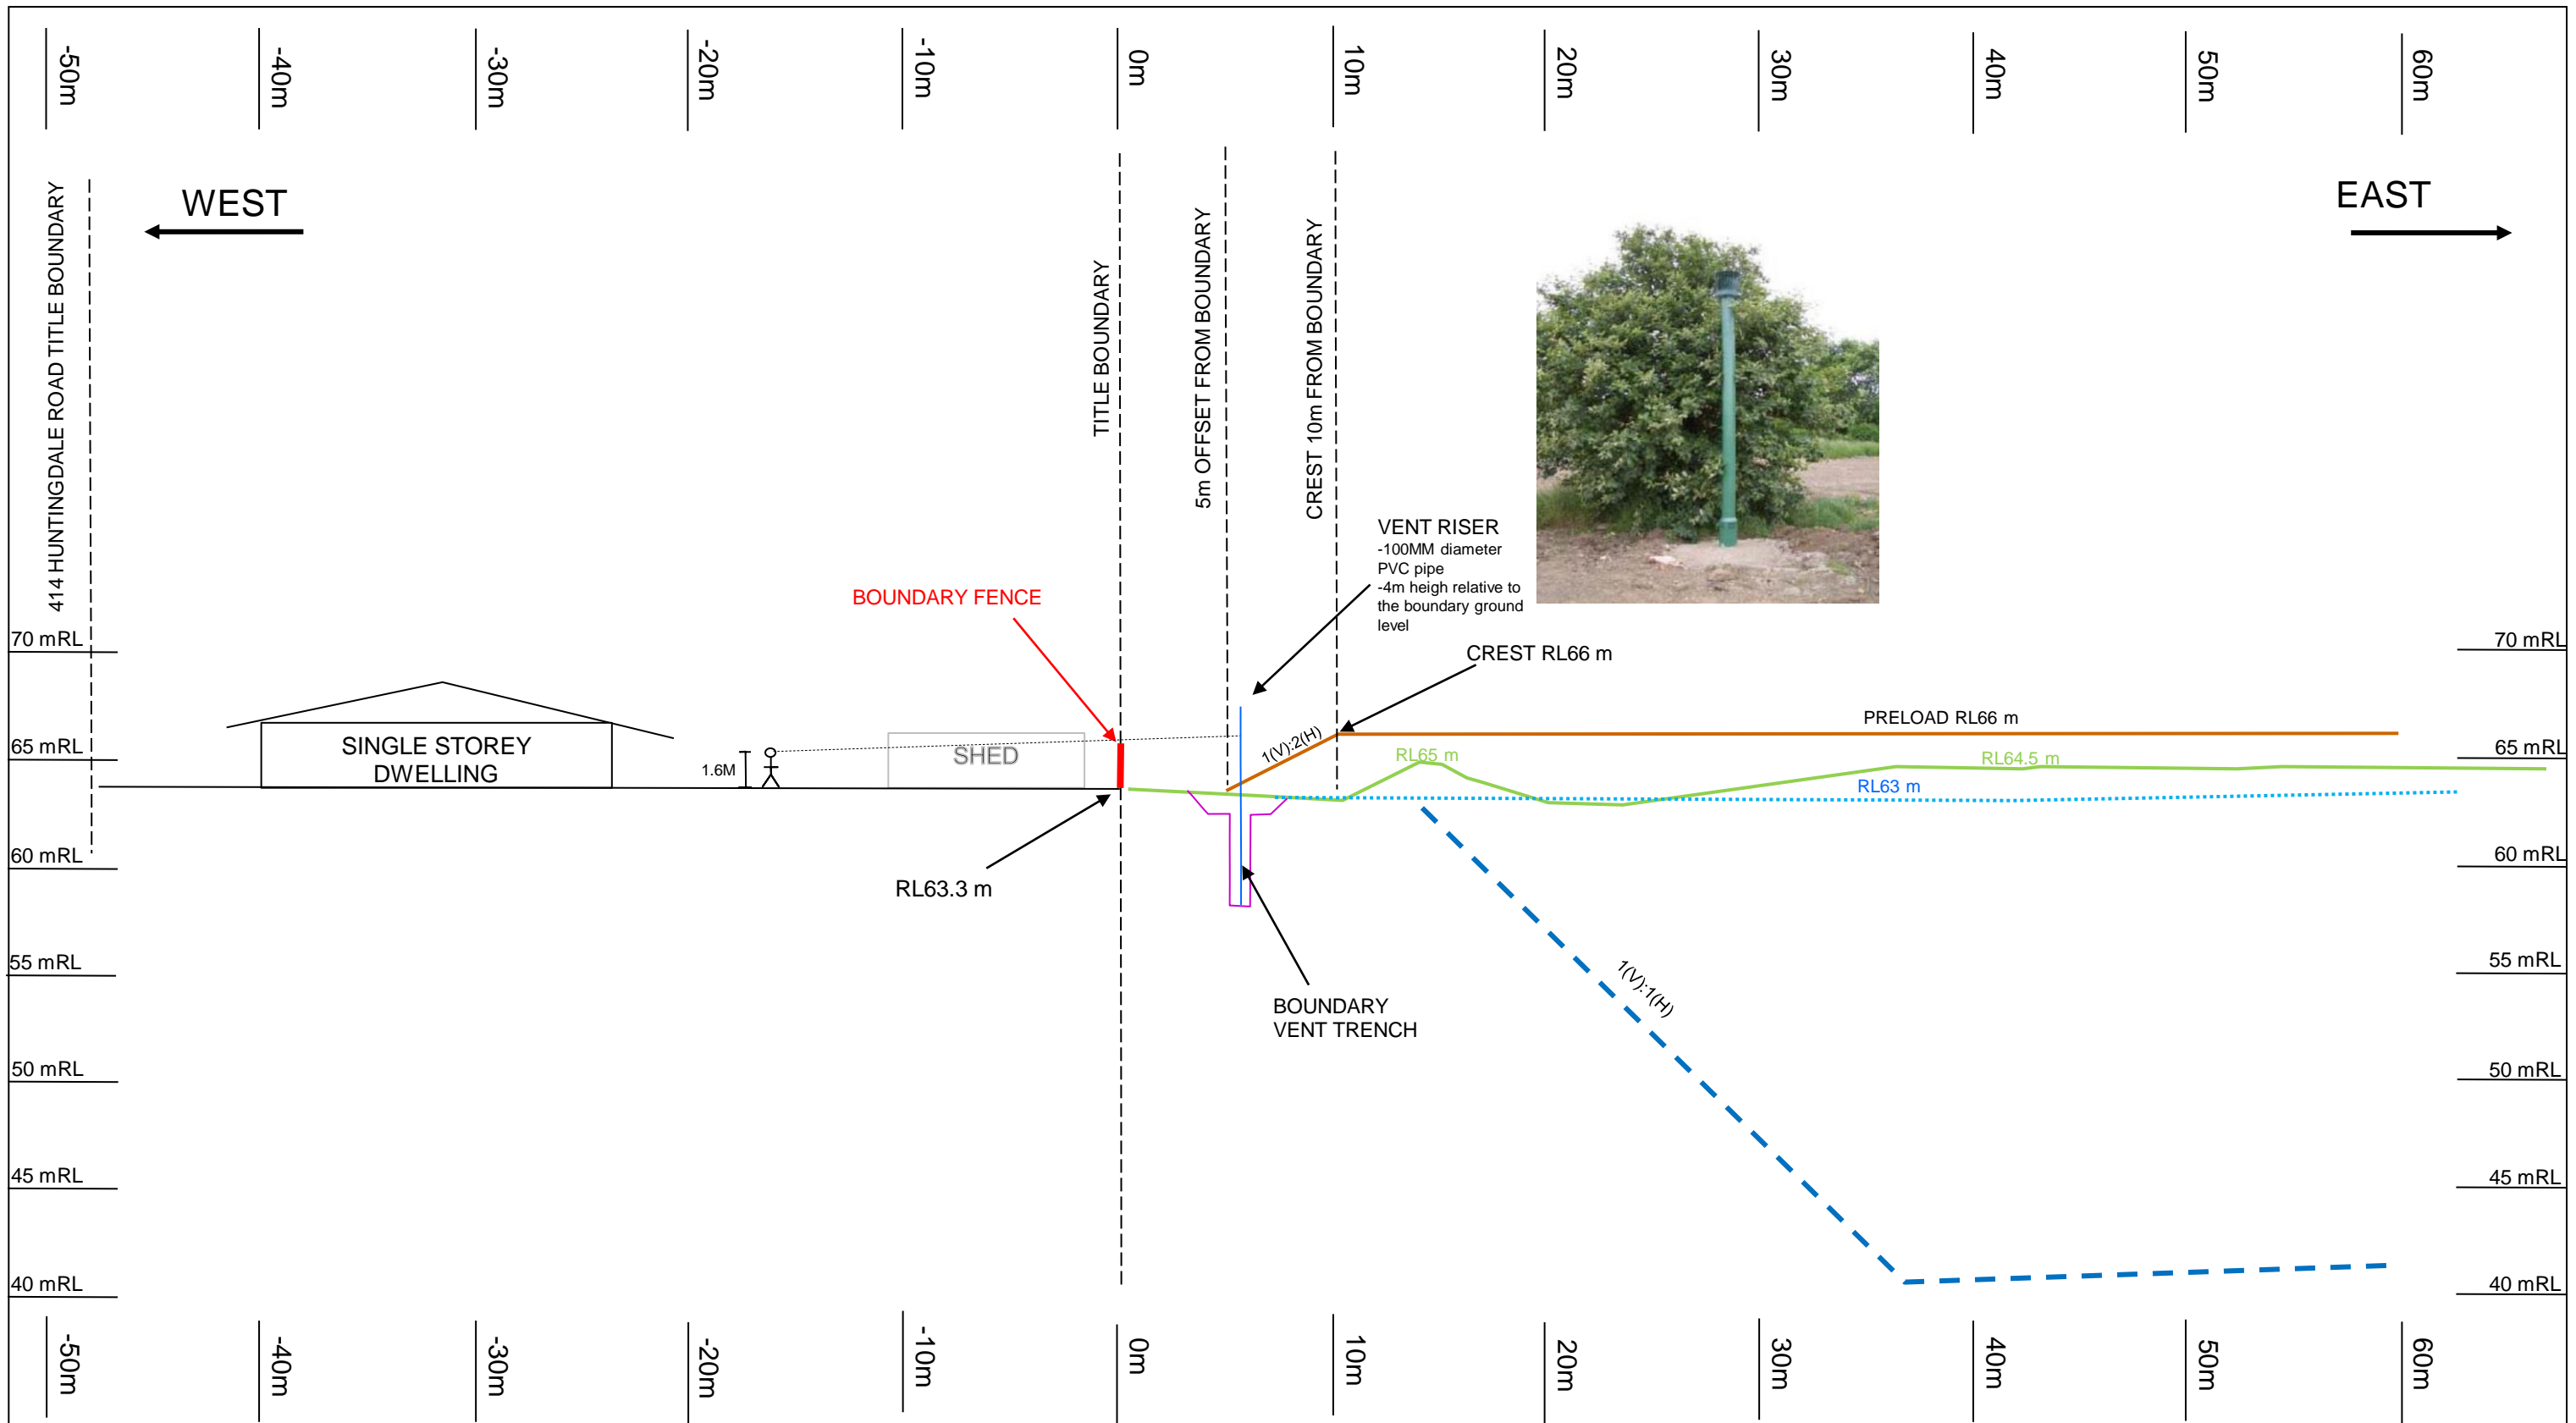 -50m
-40m
-30m
-20m
-10m
0m
10m
20m
30m
40m
50m
60m
WEST
EAST
414 HUNTINGDALE ROAD TITLE BOUNDARY
TITLE BOUNDARY
5m OFFSET FROM BOUNDARY
CREST 10m FROM BOUNDARY
VENT RISER
-100MM diameter
PVC pipe
-4m heigh relative to
the boundary ground
level
BOUNDARY FENCE
CREST RL66 m
70 mRL
70 mRL
PRELOAD RL66 m
65 mRL
SINGLE STOREY
DWELLING
1.6M
SHED
1(V):2(H)
RL65 m
RL64.5 m
65 mRL
RL63 m
60 mRL
60 mRL
RL63.3 m
55 mRL
55 mRL
1(V):1(H)
BOUNDARY
VENT TRENCH
50 mRL
50 mRL
45 mRL
45 mRL
40 mRL
40 mRL
-50m
-40m
-30m
-20m
-10m
0m
10m
20m
30m
40m
50m
60m